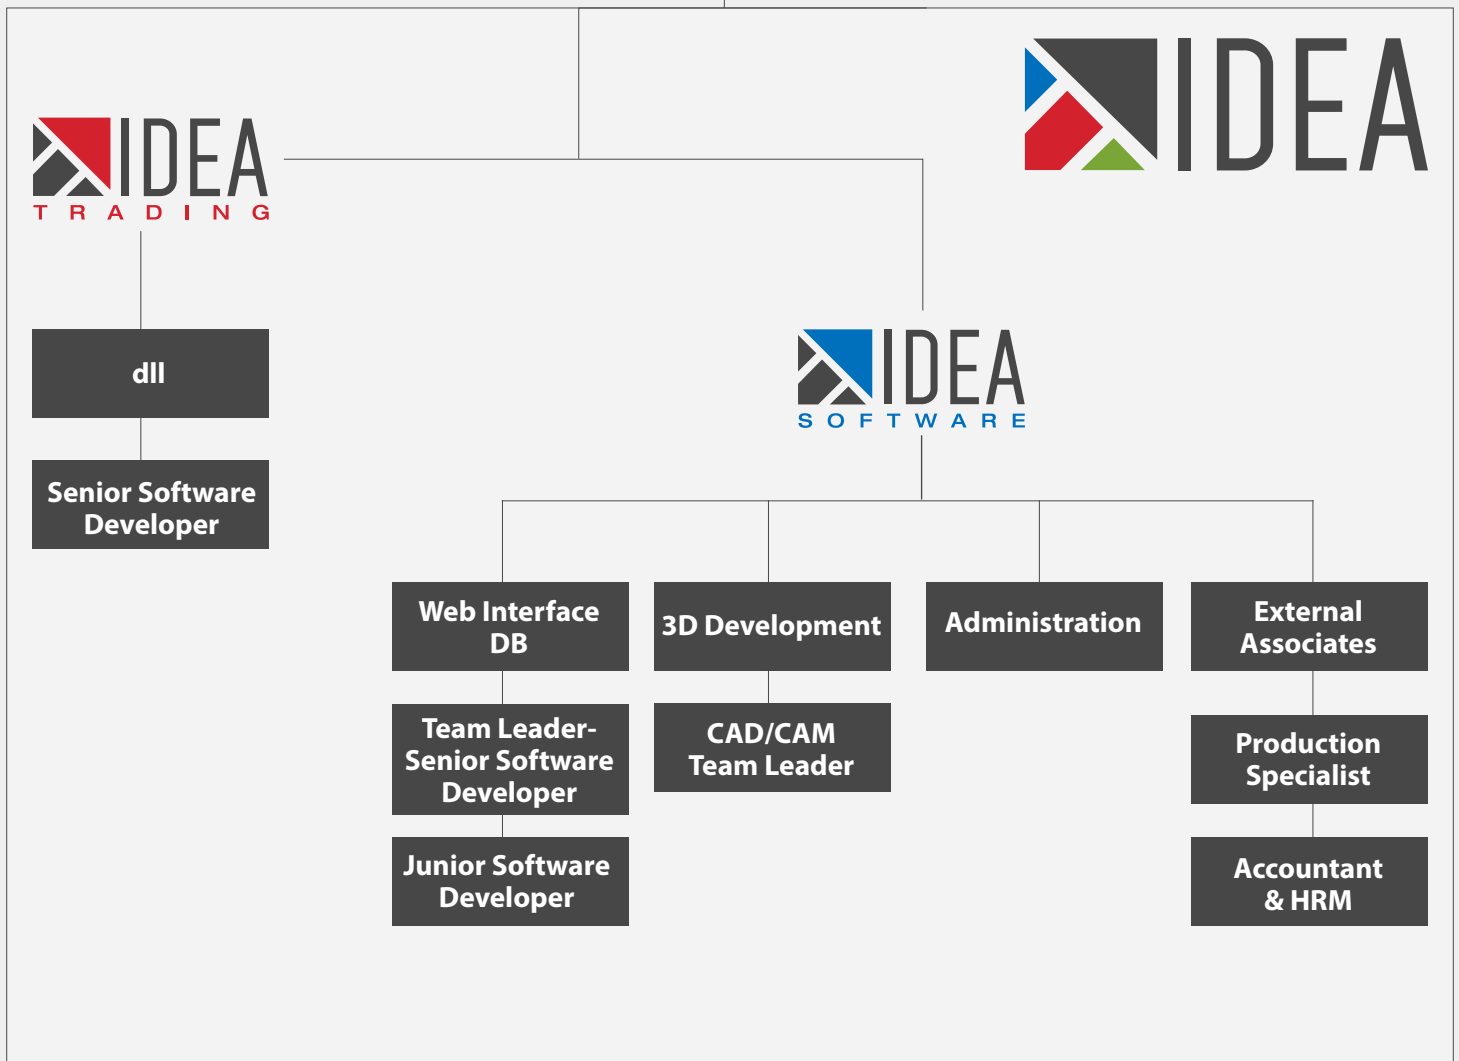 IDEA
IDEA
TRADING
dll
Senior Software
Developer
IDEA
SOFTWARE
Web Interface
DB
Team Leader-
Senior Software
Developer
Junior Software
Developer
3D Development
CAD/CAM
Team Leader
Administration
External
Associates
Production
Specialist
Accountant
& HRM